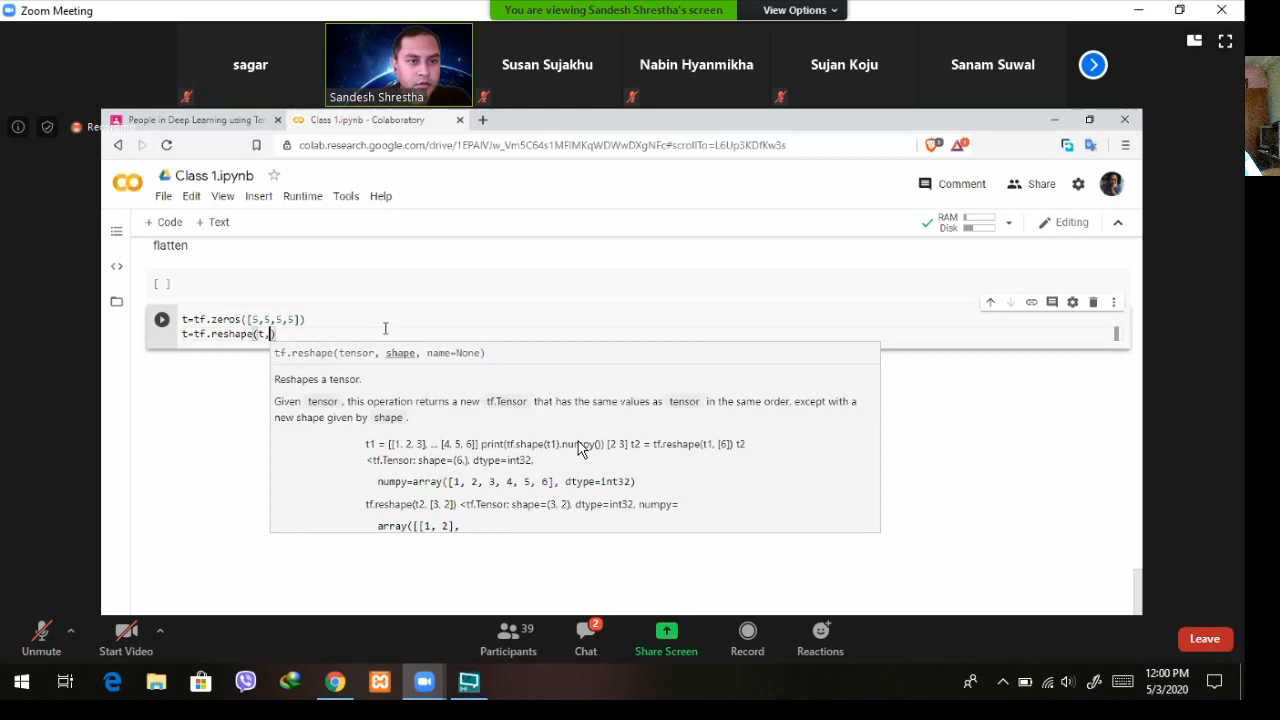 Zoom Meeting
You are viewing Sandesh Shrestha's screen
View Options
sagar
Sandesh Shrestha
Susan Sujakhu
Nabin Hyanmikha
Sujan Koju
Sanam Suwal
Recording
People in Deep Learning using Ten
Class 1.ipynb - Colaboratory
colab.research.google.com/drive/1EPAIVJw_Vm5C64s1MFIMKqWDWwDXgNFc#scrollTo=L6Up3KDfKw3s
Class 1.ipynb
Comment
Share
File Edit View Insert Runtime Tools Help
+ Code + Text
RAM
Disk
Editing
flatten
[ ]
t=tf.zeros([5,5,5,5])
t=tf.reshape(t,)
tf.reshape(tensor, shape, name=None)
Reshapes a tensor.
Given tensor, this operation returns a new tf.Tensor that has the same values as tensor in the same order, except with a
new shape given by shape.
t1 = [[1, 2, 3], ... [4, 5, 6]] print(tf.shape(t1).numpy()) [2 3] t2 = tf.reshape(t1, [6]) t2
<tf.Tensor: shape=(6,), dtype=int32,
numpy=array([1, 2, 3, 4, 5, 6], dtype=int32)
tf.reshape(t2, [3, 2]) <tf.Tensor: shape=(3, 2), dtype=int32, numpy=
array([[1, 2],
Unmute
Start Video
39
Participants
2
Chat
Share Screen
Record
Reactions
Leave
12:00 PM
5/3/2020